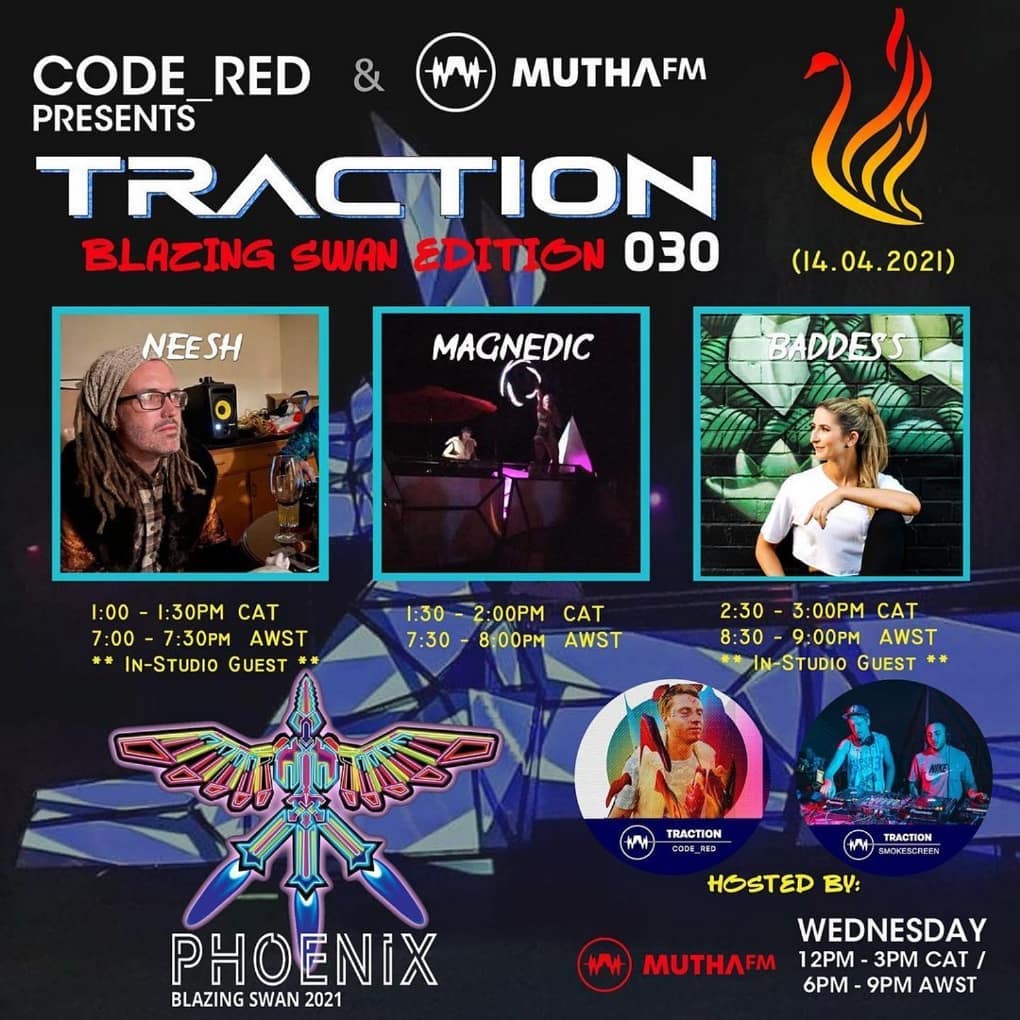 CODE_RED & MUTHAFM
PRESENTS
TRACTION
BLAZING SWAN EDITION 030
(14.04.2021)
NEESH
MAGNEDIC
BADDESS
1:00 - 1:30PM CAT
7:00 - 7:30PM AWST
** IN-STUDIO GUEST **
1:30 - 2:00PM CAT
7:30 - 8:00PM AWST
2:30 - 3:00PM CAT
8:30 - 9:00PM AWST
** IN-STUDIO GUEST **
NIKE
TRACTION
CODE_RED
TRACTION
SMOKESCREEN
HOSTED BY:
PHOENiX
BLAZING SWAN 2021
MUTHAFM
WEDNESDAY
12PM - 3PM CAT /
6PM - 9PM AWST